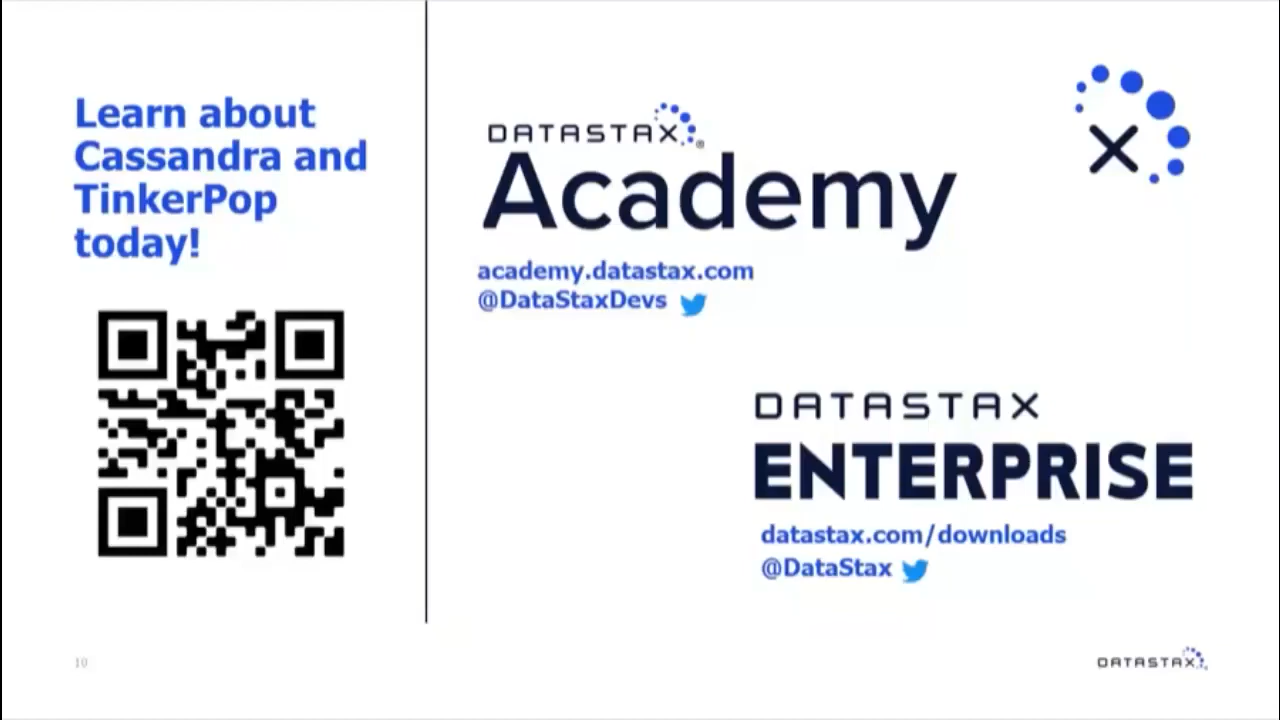 Learn about
Cassandra and
TinkerPop
today!
DATASTAX®
Academy
academy.datastax.com
@DataStaxDevs
DATASTAX
ENTERPRISE
datastax.com/downloads
@DataStax
10
DATASTAX